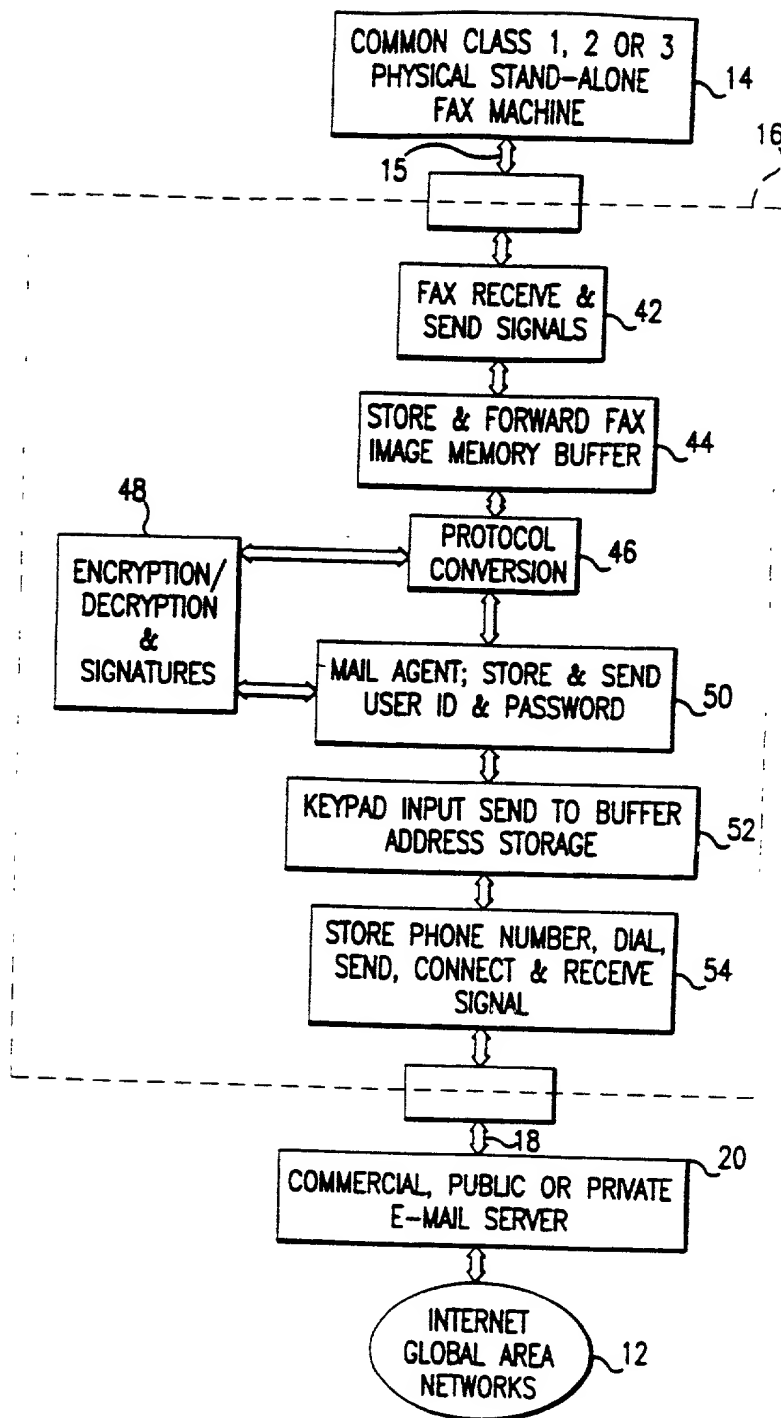 COMMON CLASS 1, 2 OR 3
PHYSICAL STAND-ALONE
FAX MACHINE
14
16
15
FAX RECEIVE &
SEND SIGNALS
42
STORE & FORWARD FAX
IMAGE MEMORY BUFFER
44
48
PROTOCOL
CONVERSION
46
ENCRYPTION/
DECRYPTION
&
SIGNATURES
MAIL AGENT; STORE & SEND
USER ID & PASSWORD
50
KEYPAD INPUT SEND TO BUFFER
ADDRESS STORAGE
52
STORE PHONE NUMBER, DIAL,
SEND, CONNECT & RECEIVE
SIGNAL
54
18
20
COMMERCIAL, PUBLIC OR PRIVATE
E-MAIL SERVER
INTERNET
GLOBAL AREA
NETWORKS
12